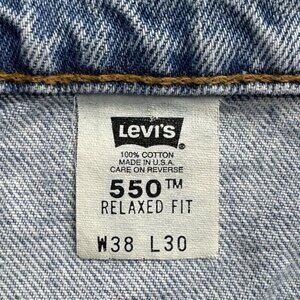 LEVI'S ®
100% COTTON
MADE IN U.S.A.
CARE ON REVERSE
550™
RELAXED FIT
W38 L30